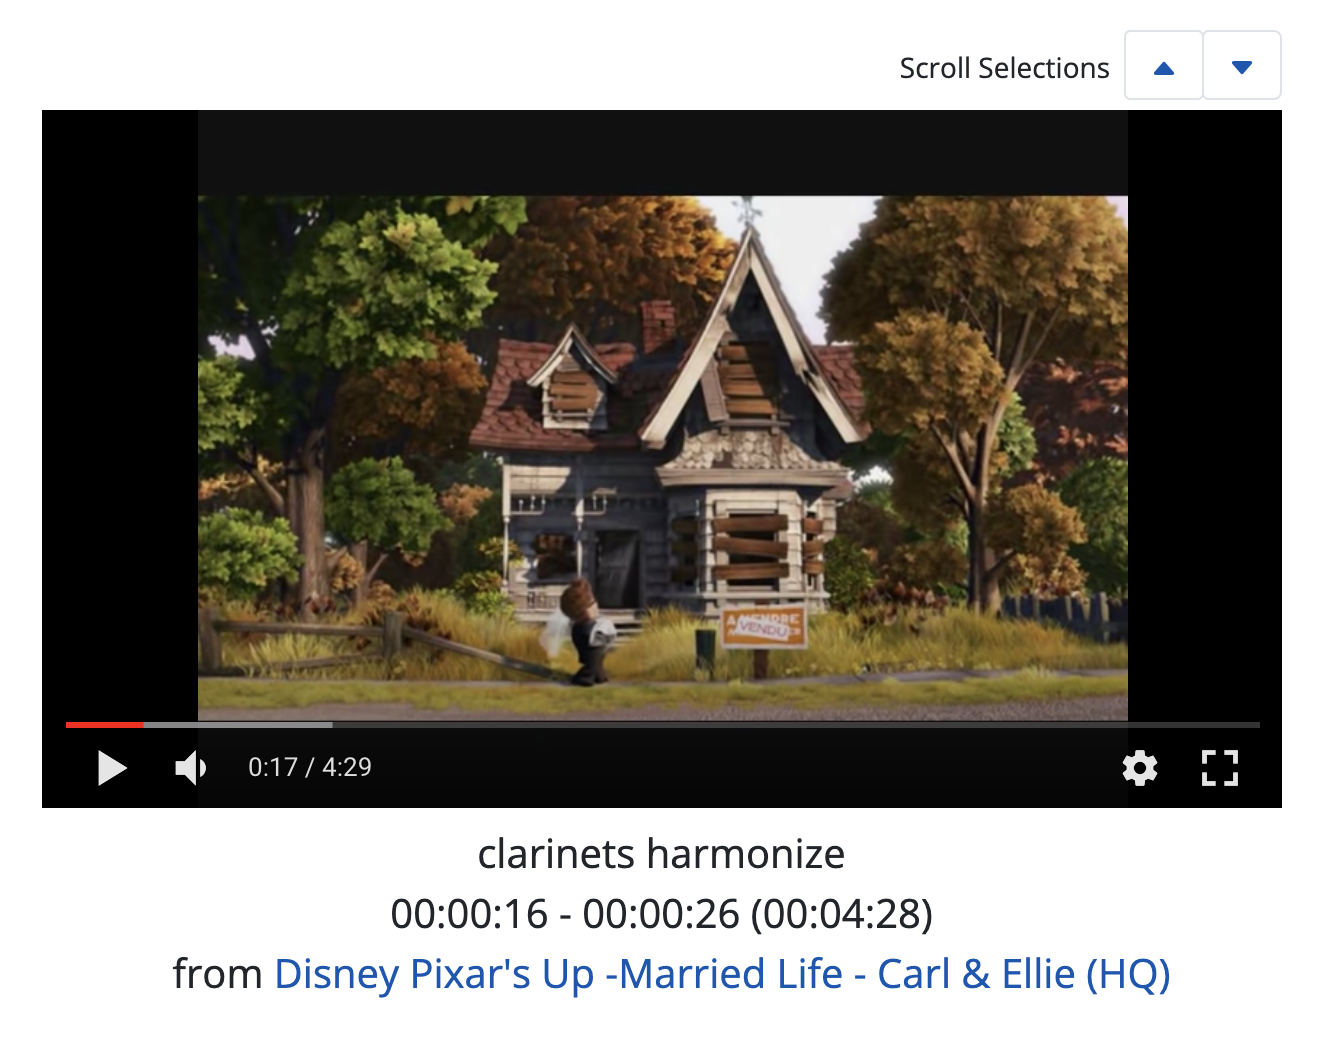 Scroll Selections
A VENDRE
VENDU
0:17 / 4:29
clarinets harmonize
00:00:16 - 00:00:26 (00:04:28)
from Disney Pixar's Up -Married Life - Carl & Ellie (HQ)